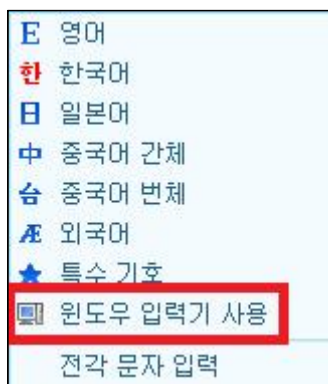 E 영어
한 한국어
日 일본어
中 중국어 간체
台 중국어 번체
Æ 외국어
★ 특수 기호
윈도우 입력기 사용
전각 문자 입력